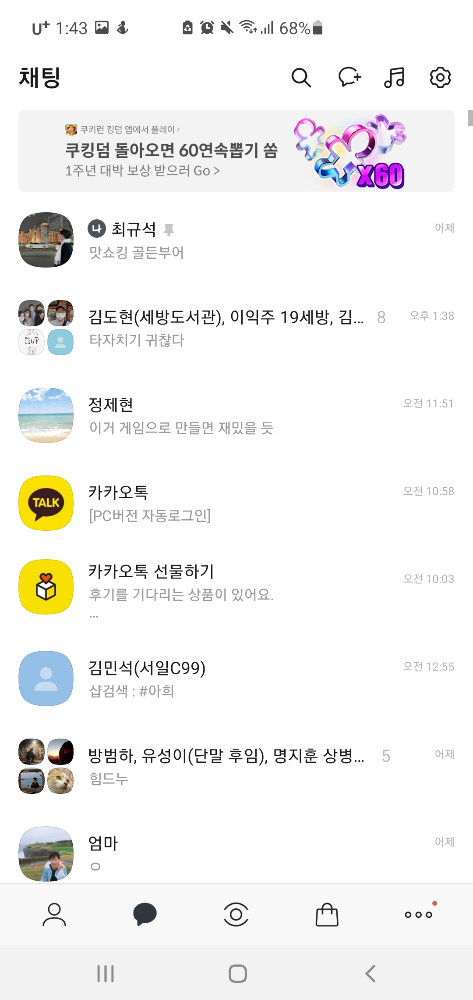 U+ 1:43 68%
채팅
쿠키런 킹덤 앱에서 플레이 >
쿠킹덤 돌아오면 60연속뽑기 쏨
1주년 대박 보상 받으러 Go >
x60
나 최규석 어제
맛쇼킹 골든부어
김도현(세방도서관), 이익주 19세방, 김... 8 오후 1:38
타자치기 귀찮다
UP
정제현 오전 11:51
이거 게임으로 만들면 재밌을 듯
TALK
카카오톡 오전 10:58
[PC버전 자동로그인]
카카오톡 선물하기 오전 10:03
후기를 기다리는 상품이 있어요.
...
김민석(서일C99) 오전 12:55
샵검색 : #아희
방범하, 유성이(단말 후임), 명지훈 상병... 5 어제
힘드누
엄마 어제
ㅇ